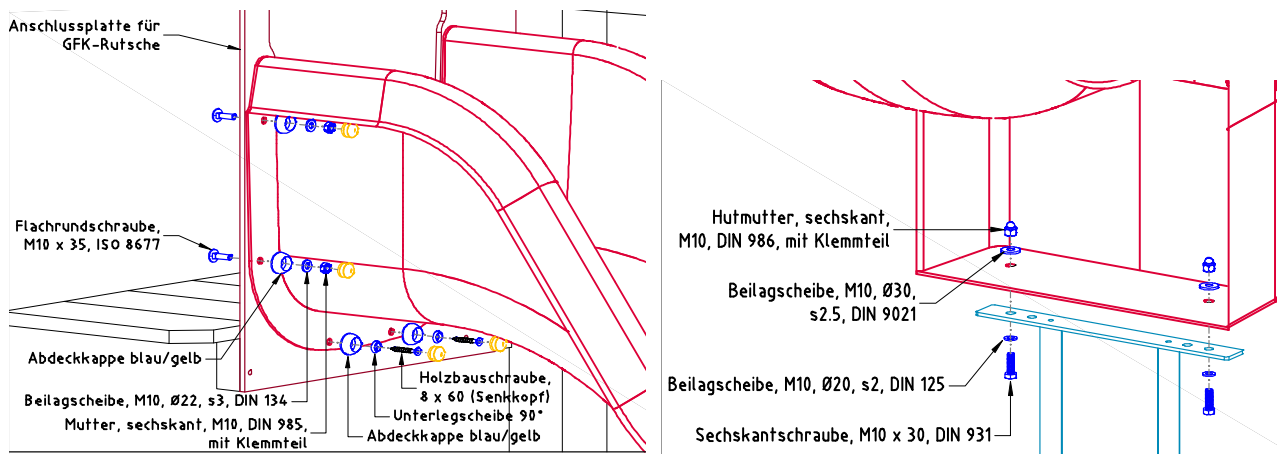 Anschlussplatte für
GFK-Rutsche
Flachrundschraube,
M10 x 35, ISO 8677
Abdeckkappe blau/gelb
Beilagscheibe, M10, Ø22, s3, DIN 134
Mutter, sechskant, M10, DIN 985,
mit Klemmteil
Holzbauschraube,
8 x 60 (Senkkopf)
Unterlegscheibe 90°
Abdeckkappe blau/gelb
Hutmutter, sechskant,
M10, DIN 986, mit Klemmteil
Beilagscheibe, M10, Ø30,
s2.5, DIN 9021
Beilagscheibe, M10, Ø20, s2, DIN 125
Sechskantschraube, M10 x 30, DIN 931